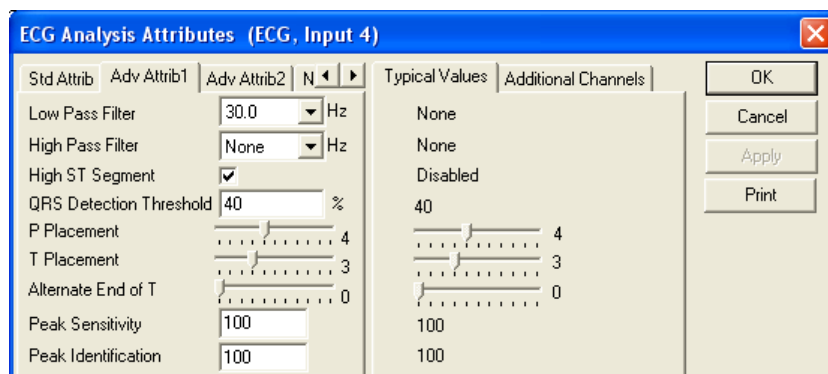 ECG Analysis Attributes (ECG, Input 4)
Std Attrib Adv Attrib1 Adv Attrib2 N
Typical Values Additional Channels
OK
Cancel
Apply
Print
Low Pass Filter 30.0 Hz None
High Pass Filter None Hz None
High ST Segment Disabled
QRS Detection Threshold 40 % 40
P Placement 4 4
T Placement 3 3
Alternate End of T 0 0
Peak Sensitivity 100 100
Peak Identification 100 100